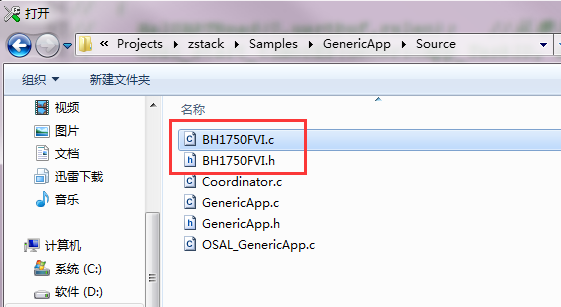 打开
Projects ▸ zstack ▸ Samples ▸ GenericApp ▸ Source
组织 新建文件夹
视频
图片
文档
迅雷下载
音乐
计算机
系统 (C:)
软件 (D:)
名称
BH1750FVI.c
BH1750FVI.h
Coordinator.c
GenericApp.c
GenericApp.h
OSAL_GenericApp.c